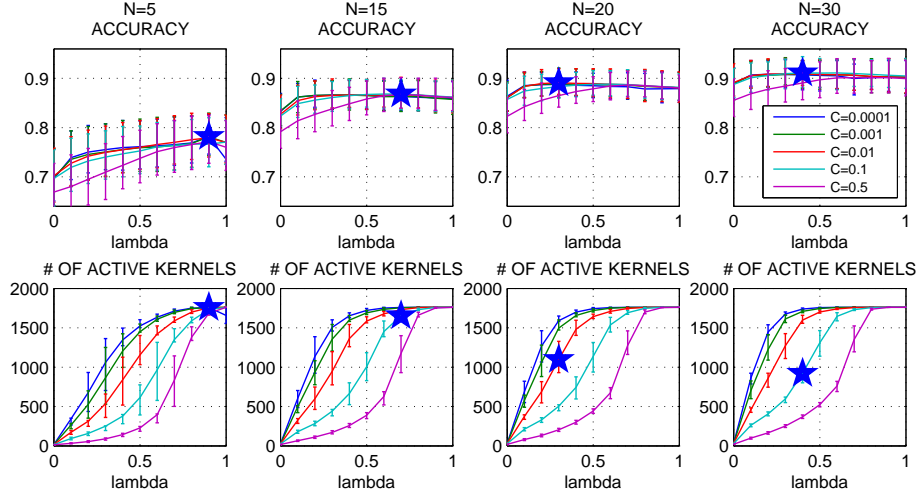 N=5
ACCURACY
0.9
0.8
0.7
0
0.5
1
lambda
N=15
ACCURACY
0.9
0.8
0.7
0
0.5
1
lambda
N=20
ACCURACY
0.9
0.8
0.7
0
0.5
1
lambda
N=30
ACCURACY
0.9
0.8
0.7
0
0.5
1
lambda
C=0.0001
C=0.001
C=0.01
C=0.1
C=0.5
# OF ACTIVE KERNELS
2000
1500
1000
500
0
0
0.5
1
lambda
# OF ACTIVE KERNELS
2000
1500
1000
500
0
0
0.5
1
lambda
# OF ACTIVE KERNELS
2000
1500
1000
500
0
0
0.5
1
lambda
# OF ACTIVE KERNELS
2000
1500
1000
500
0
0
0.5
1
lambda